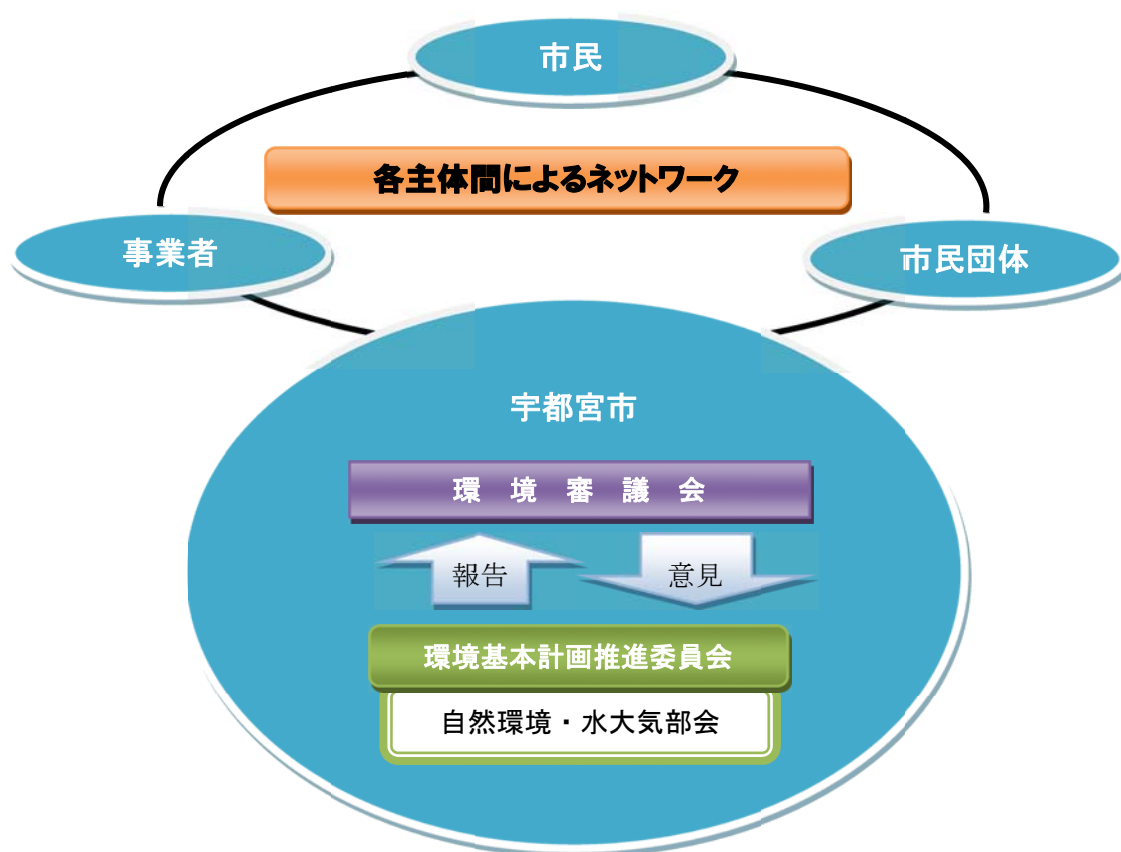 市民
各主体間によるネットワーク
事業者
市民団体
宇都宮市
環 境 審 議 会
報告
意見
環境基本計画推進委員会
自然環境・水大気部会